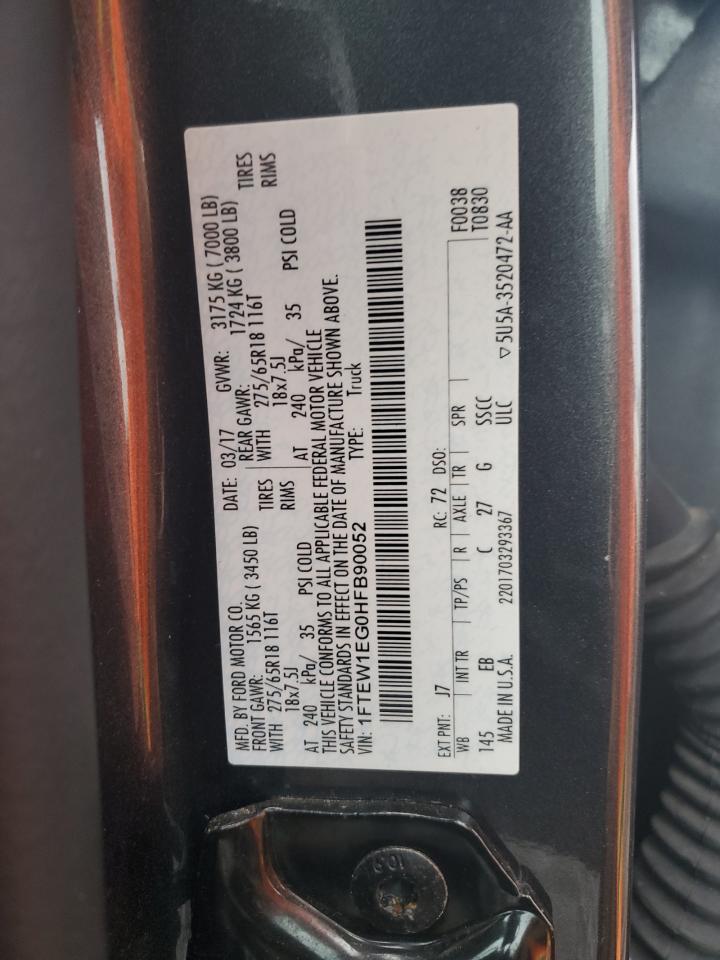 MFD. BY FORD MOTOR CO.
DATE: 03/17 GVWR: 3175 KG ( 7000 LB)
FRONT GAWR: 1565 KG ( 3450 LB)
REAR GAWR: 1724 KG ( 3800 LB)
WITH 275/65R18 116T TIRES
WITH 275/65R18 116T TIRES
18x7.5J RIMS
18x7.5J RIMS
AT 240 kPa/ 35 PSI COLD
AT 240 kPa/ 35 PSI COLD
THIS VEHICLE CONFORMS TO ALL APPLICABLE FEDERAL MOTOR VEHICLE
SAFETY STANDARDS IN EFFECT ON THE DATE OF MANUFACTURE SHOWN ABOVE.
VIN: 1FTEW1EG0HFB90052 TYPE: Truck
EXT PNT: J7 RC: 72 DSO: F0038
WB INT TR TP/PS R AXLE TR SPR T0830
145 EB C 27 G SSCC
MADE IN U.S.A. 2201703293367 ULC ▽5U5A-3520472-AA
10.9